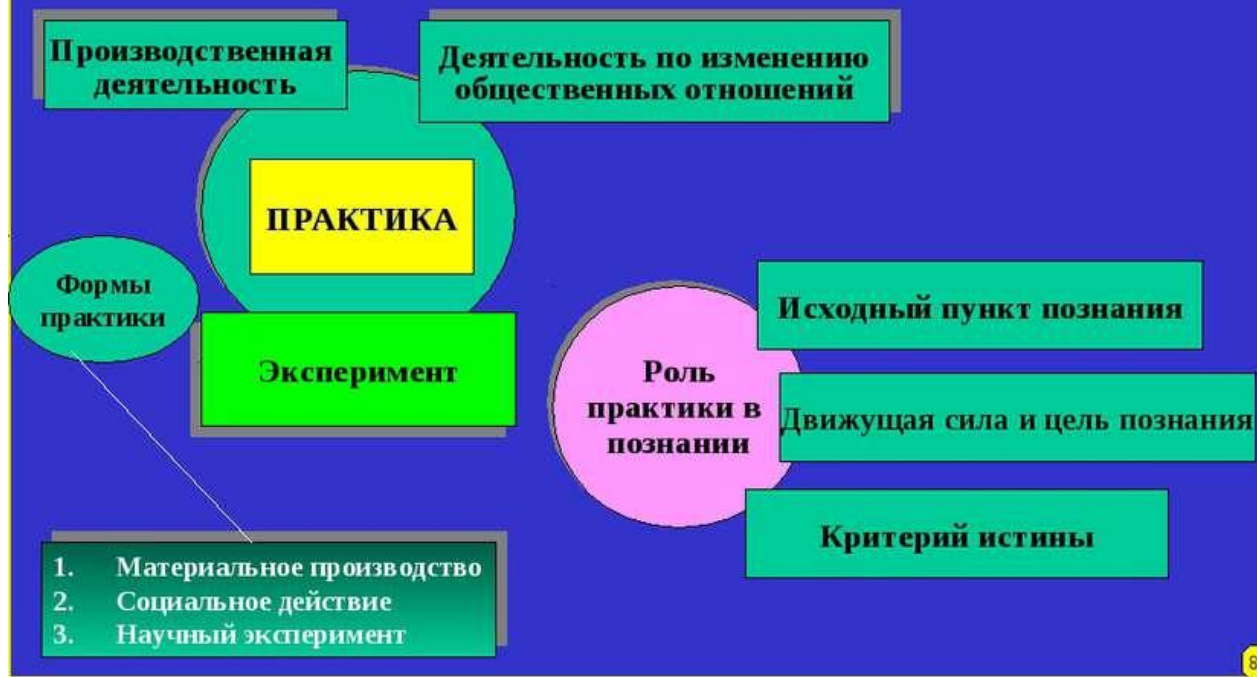 Производственная
деятельность
Деятельность по изменению
общественных отношений
ПРАКТИКА
Формы
практики
Эксперимент
Роль
практики в
познании
Исходный пункт познания
Движущая сила и цель познания
Критерий истины
1. Материальное производство
2. Социальное действие
3. Научный эксперимент
8